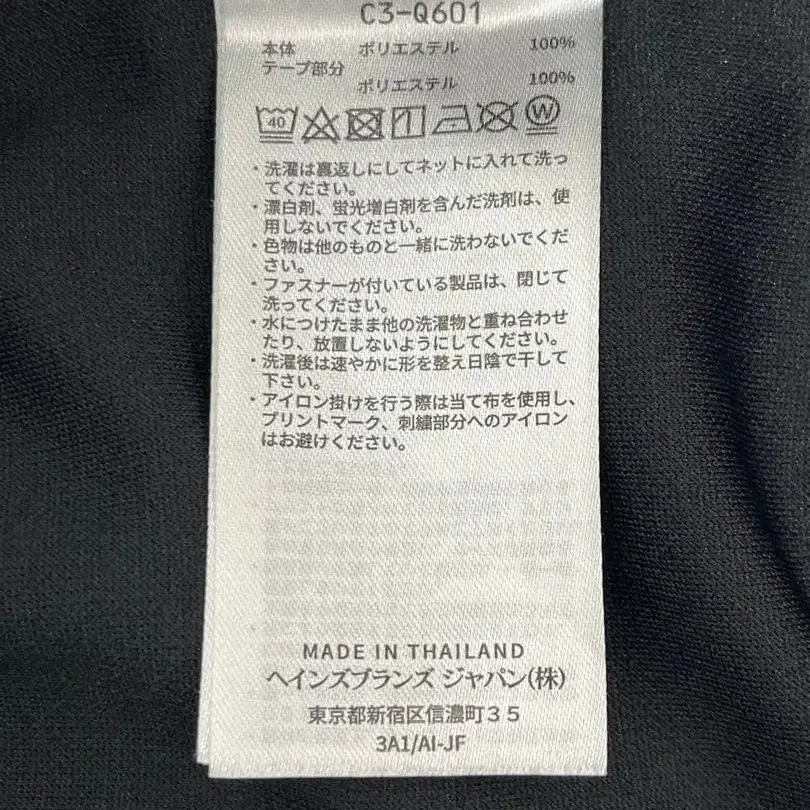 C3-Q601
本体 ポリエステル 100%
テープ部分
ポリエステル 100%
40 W
・洗濯は裏返しにしてネットに入れて洗っ
てください。
・漂白剤、蛍光増白剤を含んだ洗剤は、使
用しないでください。
・色物は他のものと一緒に洗わないでくだ
さい。
・ファスナーが付いている製品は、閉じて
洗ってください。
・水につけたまま他の洗濯物と重ね合わせ
たり、放置しないようにしてください。
・洗濯後は速やかに形を整え日陰で干して
下さい。
・アイロン掛けを行う際は当て布を使用し、
プリントマーク、刺繍部分へのアイロン
はお避けください。
MADE IN THAILAND
ヘインズブランズ ジャパン(株)
東京都新宿区信濃町35
3A1/AI-JF